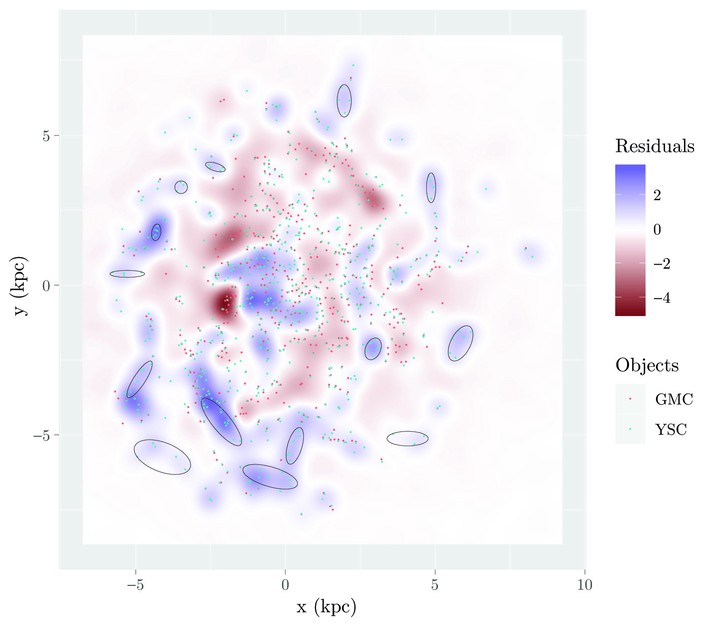 5
0
−5
−5
0
5
10
x (kpc)
y (kpc)
Residuals
2
0
−2
−4
Objects
GMC
YSC